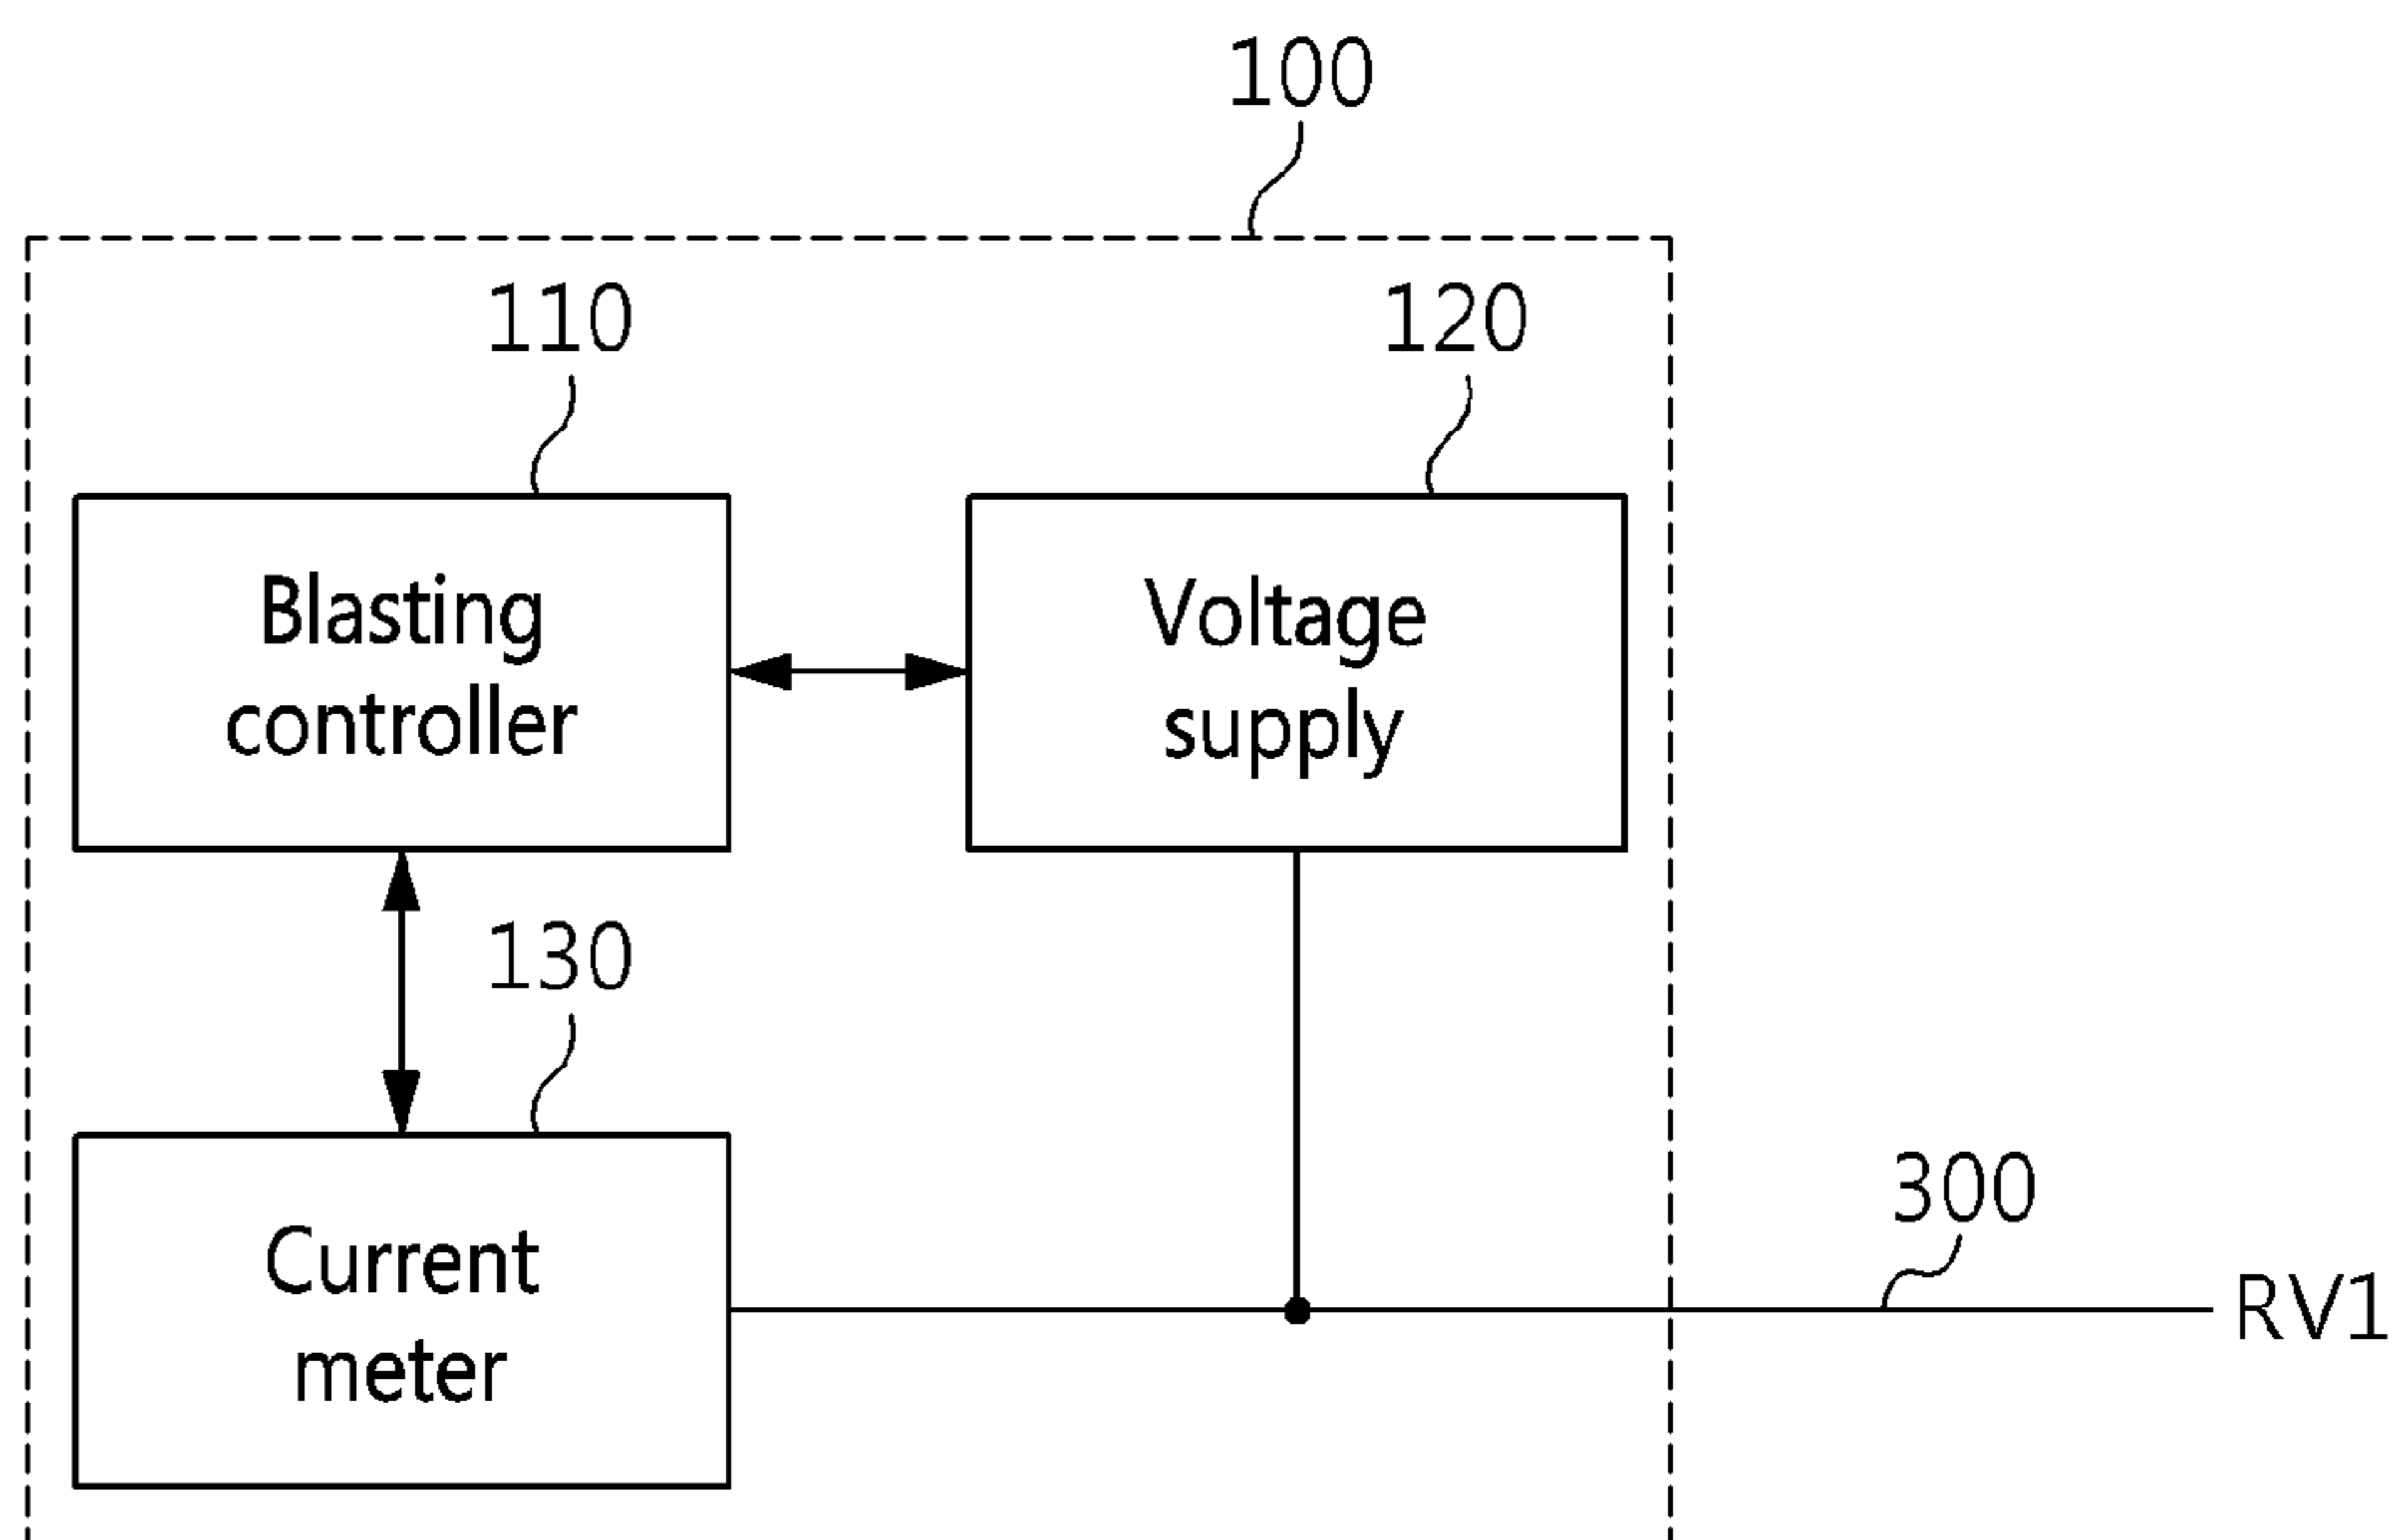 100
110
120
Blasting
controller
Voltage
supply
130
300
Current
meter
RV1